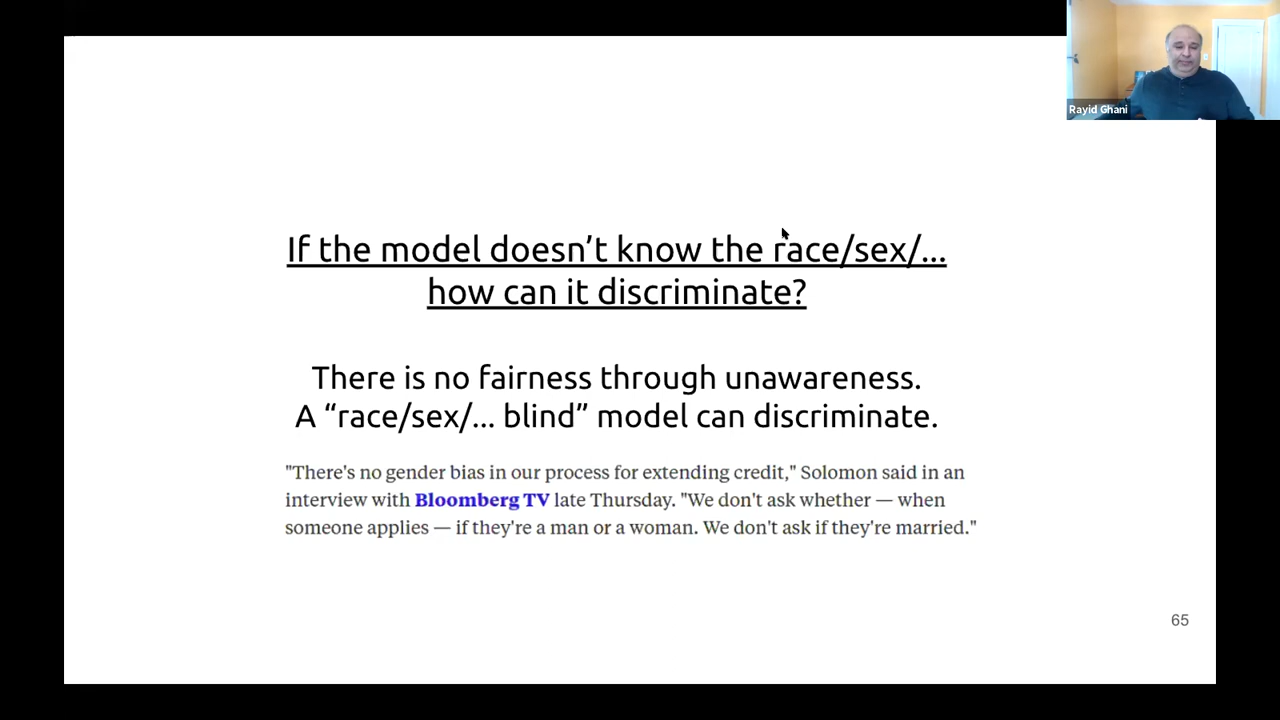 Rayid Ghani
If the model doesn’t know the race/sex/...
how can it discriminate?
There is no fairness through unawareness.
A “race/sex/... blind” model can discriminate.
"There's no gender bias in our process for extending credit," Solomon said in an
interview with Bloomberg TV late Thursday. "We don't ask whether — when
someone applies — if they're a man or a woman. We don't ask if they're married."
65